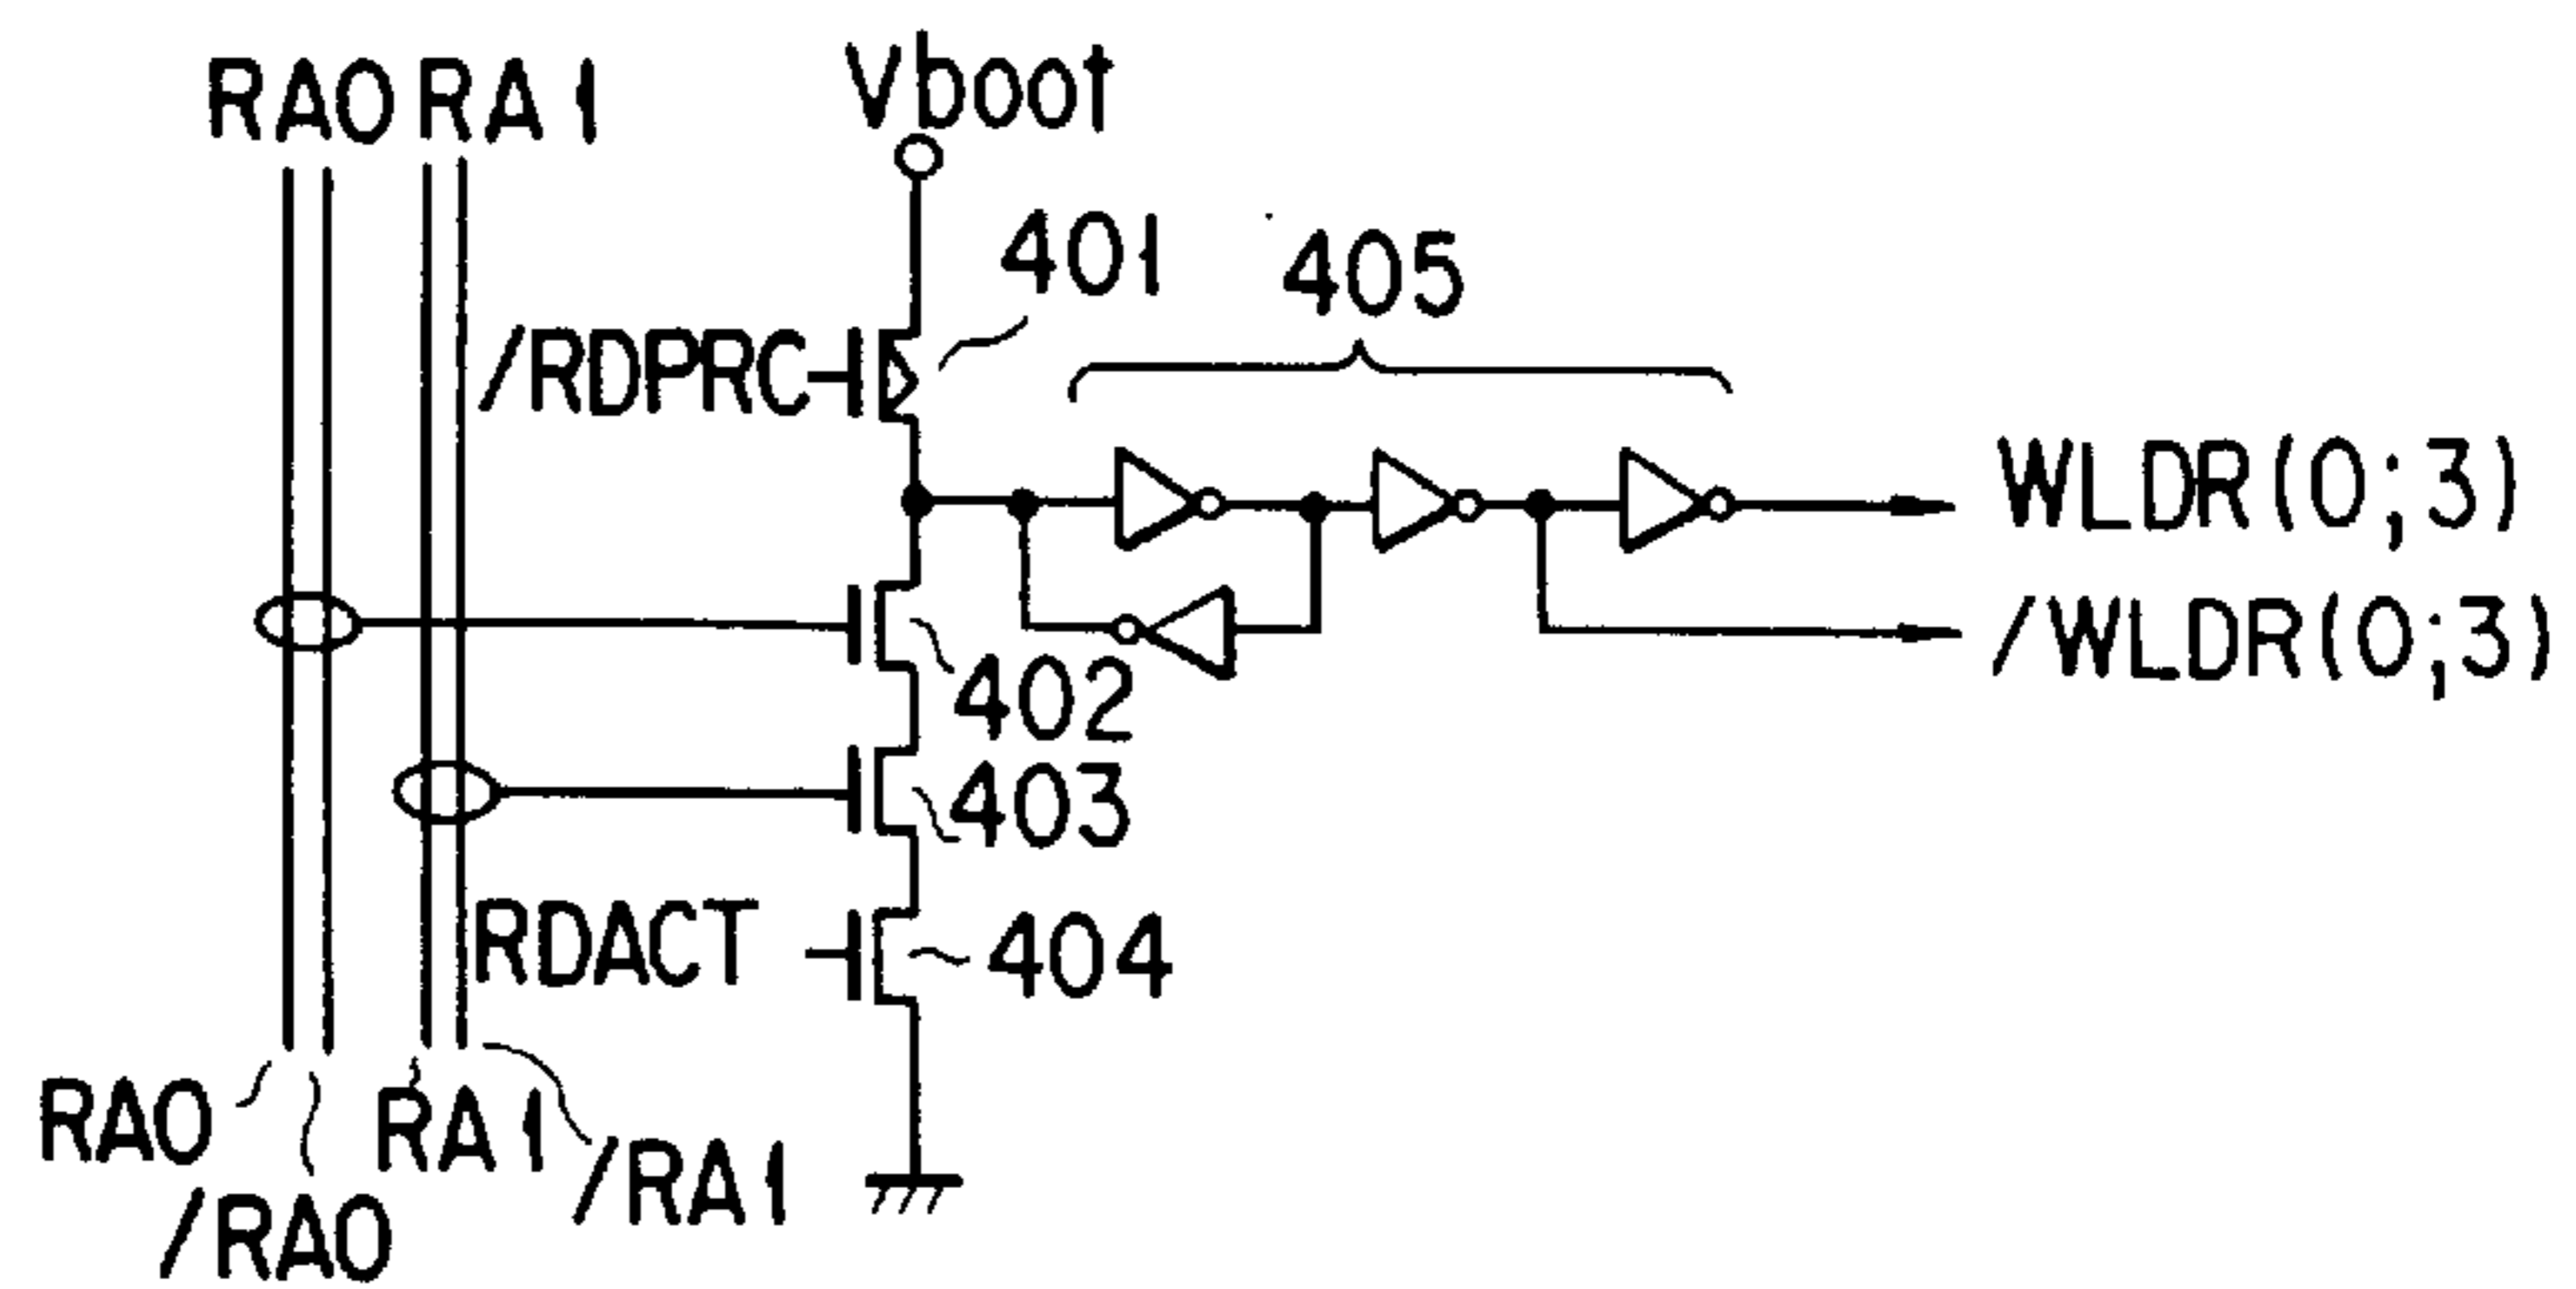 RA0 RA1
Vboot
401
405
/RDPRC
WLDR(0;3)
/WLDR(0;3)
402
403
RDACT
404
RA0
/RA0
RA1
/RA1